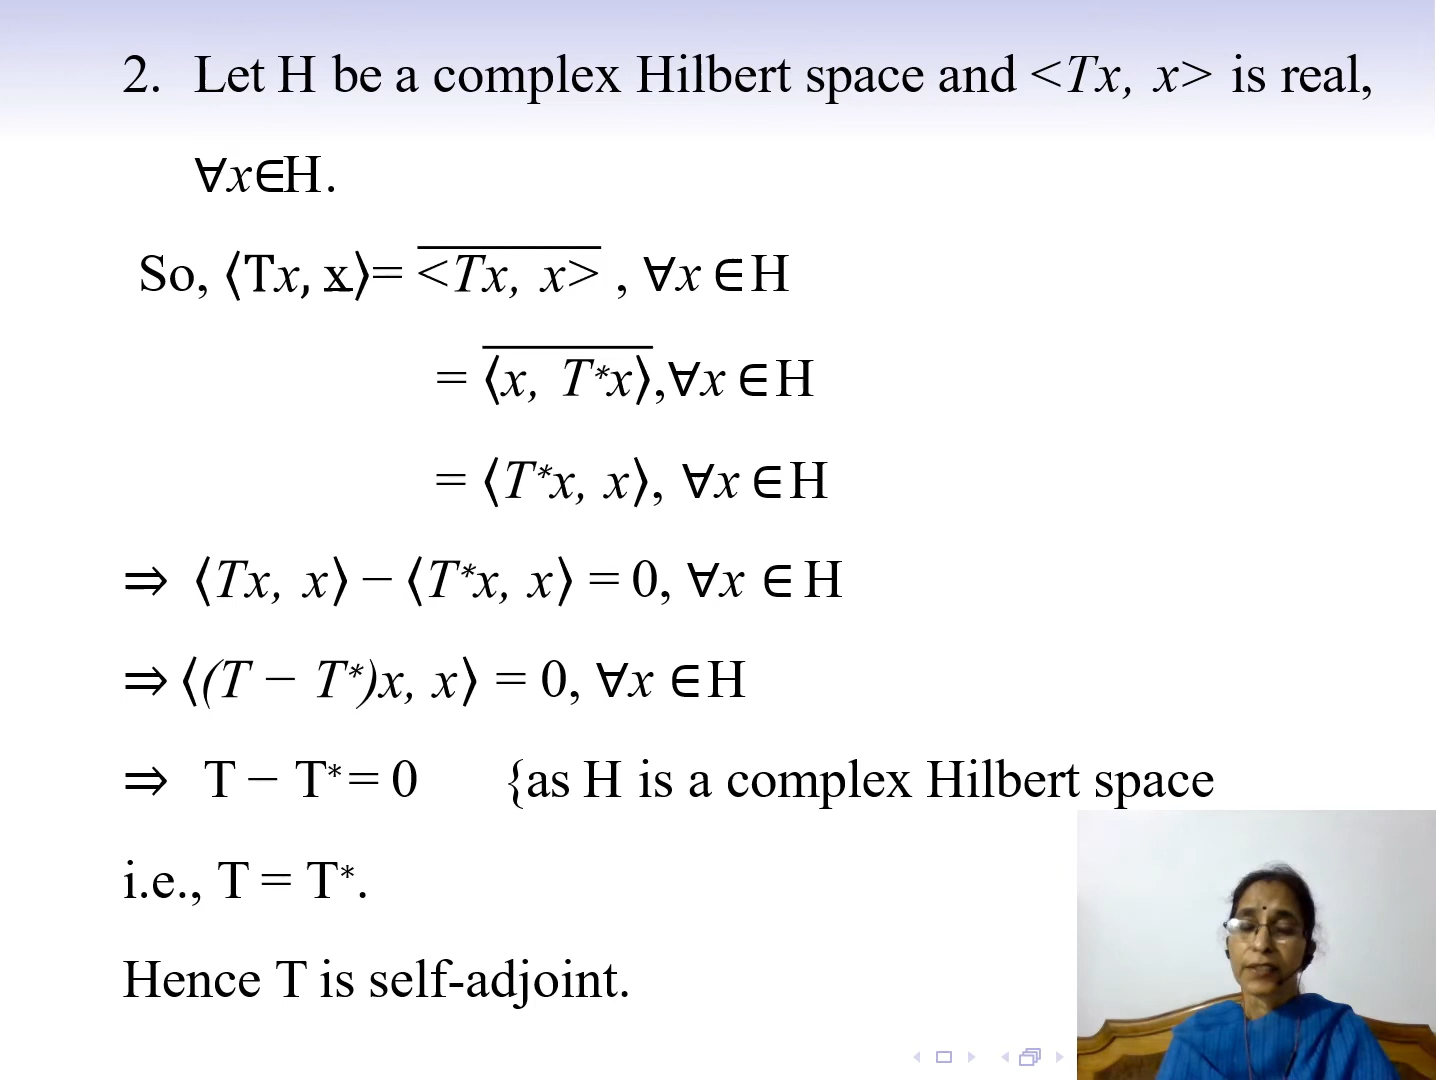 2. Let H be a complex Hilbert space and <Tx, x> is real,
∀x∈H.
So, ⟨Tx, x⟩= <Tx, x> , ∀x ∈H
= ⟨x, T*x⟩,∀x ∈H
= ⟨T*x, x⟩, ∀x ∈H
⇒ ⟨Tx, x⟩ − ⟨T*x, x⟩ = 0, ∀x ∈ H
⇒ ⟨(T − T*)x, x⟩ = 0, ∀x ∈H
⇒ T − T* = 0 {as H is a complex Hilbert space
i.e., T = T*.
Hence T is self-adjoint.